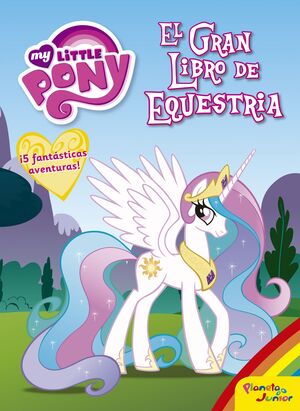 my LITTLE
PONY
EL GRAN
LIBRO DE
EQUESTRIA
¡5 fantásticas
aventuras!
Planeta
Junior